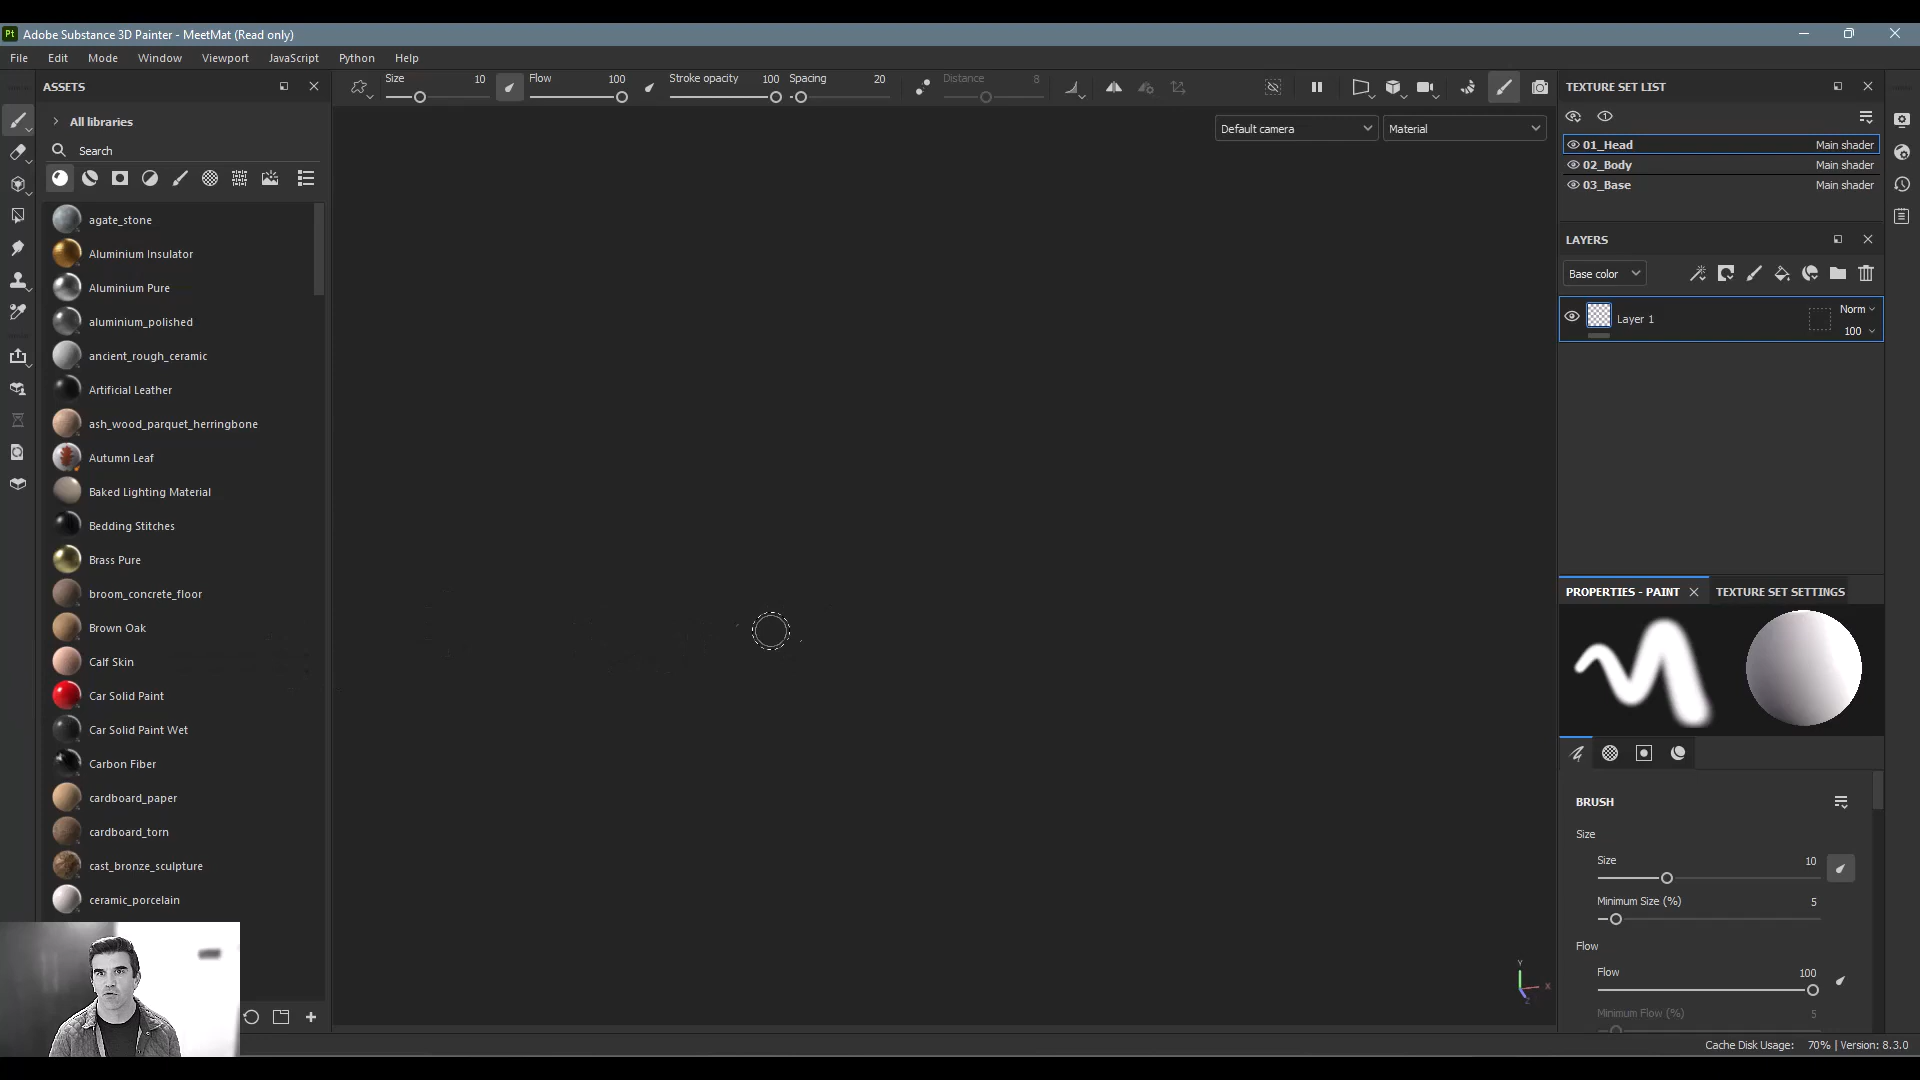 Pt Adobe Substance 3D Painter - MeetMat (Read only)
File Edit Mode Window Viewport JavaScript Python Help
ASSETS
All libraries
Search
agate_stone
Aluminium Insulator
Aluminium Pure
aluminium_polished
ancient_rough_ceramic
Artificial Leather
ash_wood_parquet_herringbone
Autumn Leaf
Baked Lighting Material
Bedding Stitches
Brass Pure
broom_concrete_floor
Brown Oak
Calf Skin
Car Solid Paint
Car Solid Paint Wet
Carbon Fiber
cardboard_paper
cardboard_torn
cast_bronze_sculpture
ceramic_porcelain
Size 10 Flow 100 Stroke opacity 100 Spacing 20 Distance 8
Default camera Material
Y
X
Z
TEXTURE SET LIST
01_Head Main shader
02_Body Main shader
03_Base Main shader
LAYERS
Base color
Layer 1 Norm
100
PROPERTIES - PAINT TEXTURE SET SETTINGS
BRUSH
Size
Size 10
Minimum Size (%) 5
Flow
Flow 100
Minimum Flow (%) 5
Cache Disk Usage: 70% | Version: 8.3.0